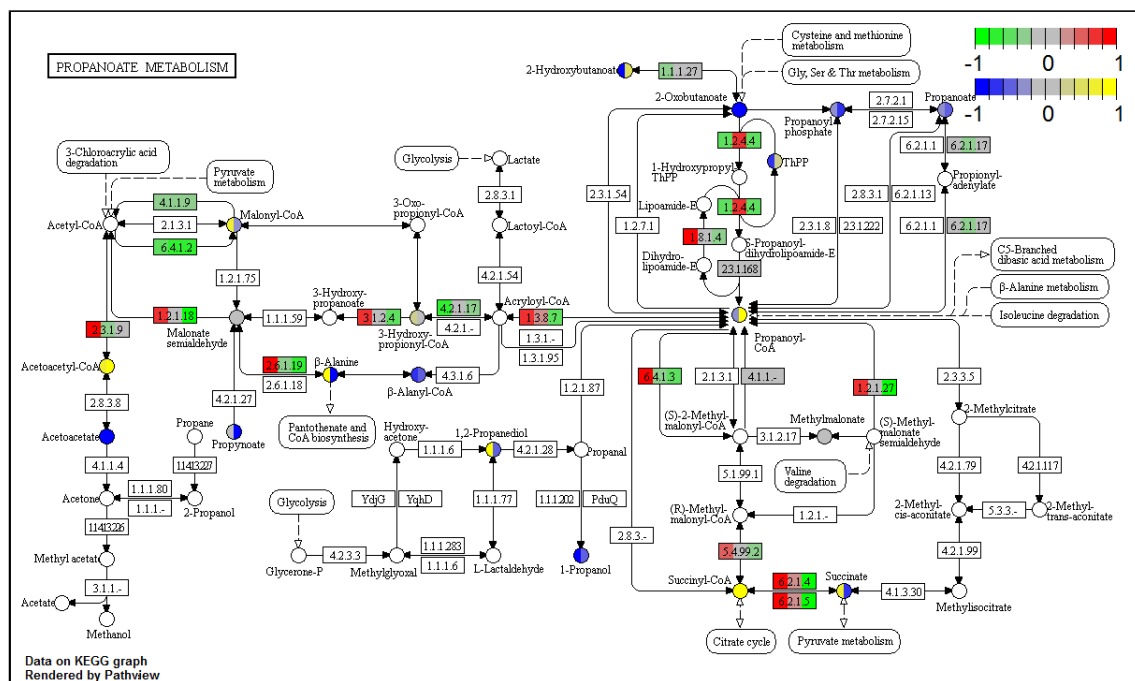 PROPANOATE METABOLISM
Cysteine and methionine
metabolism
Gly, Ser & Thr metabolism
-1 0 1
-1 0 1
2-Hydroxybutanoate
1.1.1.27
2-Oxobutanoate
Propanoyl
phosphate
2.7.2.1
2.7.2.15
Propanoate
3-Chloroacrylic acid
degradation
Pyruvate
metabolism
Glycolysis
Lactate
2.8.3.1
Lactoyl-CoA
4.2.1.54
1.2.4.4
1-Hydroxypropyl-
ThPP
ThPP
Lipoamide-E
1.2.4.4
1.8.1.4
Dihydro-
lipoamide-E
S-Propanoyl-
dihydrolipoamide-E
2.3.1.168
2.3.1.54
1.2.7.1
2.3.1.8
2.3.1.222
2.8.3.1
6.2.1.13
6.2.1.1
6.2.1.17
Propionyl-
adenylate
6.2.1.1
6.2.1.17
C5-Branched
dibasic acid metabolism
β-Alanine metabolism
Isoleucine degradation
Acetyl-CoA
4.1.1.9
2.1.3.1
6.4.1.2
Malonyl-CoA
3-Oxo-
propionyl-CoA
1.2.1.75
2.3.1.9
1.2.1.18
Malonate
semialdehyde
1.1.1.59
3-Hydroxy-
propanoate
3.1.2.4
3-Hydroxy-
propionyl-CoA
4.2.1.17
4.2.1.-
Acryloyl-CoA
1.3.8.7
1.3.1.-
1.3.1.95
Propanoyl-CoA
Acetoacetyl-CoA
2.6.1.19
2.6.1.18
β-Alanine
4.3.1.6
β-Alanyl-CoA
1.2.1.87
6.4.1.3
2.1.3.1
4.1.1.-
1.2.1.27
2.3.3.5
2.8.3.8
4.2.1.27
Propynoate
Pantothenate and
CoA biosynthesis
Acetoacetate
Propane
Hydroxy-
acetone
1.1.1.6
1,2-Propanediol
4.2.1.28
Propanal
(S)-2-Methyl-
malonyl-CoA
3.1.2.17
Methylmalonate
(S)-Methyl-
malonate
semialdehyde
2-Methylcitrate
4.1.1.4
1.14.13.227
Acetone
1.1.1.80
1.1.1.-
2-Propanol
Glycolysis
YdjG
YqhD
1.1.1.77
1.1.1.202
PduQ
5.1.99.1
Valine
degradation
4.2.1.79
4.2.1.117
1.14.13.226
(R)-Methyl-
malonyl-CoA
1.2.1.-
2-Methyl-
cis-aconitate
5.3.3.-
2-Methyl-
trans-aconitate
Methyl acetat
Glycerone-P
4.2.3.3
Methylglyoxal
1.1.1.283
1.1.1.6
L-Lactaldehyde
1-Propanol
2.8.3.-
5.4.99.2
4.2.1.99
3.1.1.-
Acetate
Methanol
Succinyl-CoA
6.2.1.4
6.2.1.5
Succinate
4.1.3.30
Methylisocitrate
Citrate cycle
Pyruvate metabolism
Data on KEGG graph
Rendered by Pathview